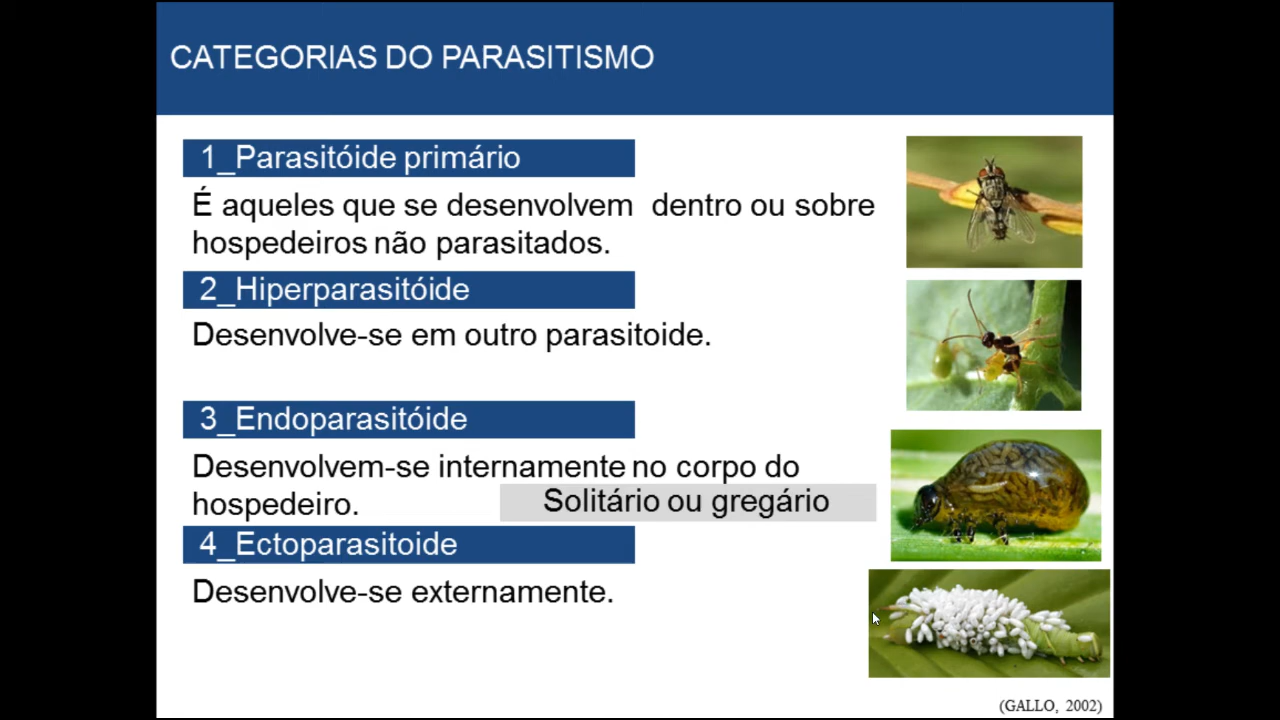 CATEGORIAS DO PARASITISMO
1_Parasitóide primário
É aqueles que se desenvolvem dentro ou sobre
hospedeiros não parasitados.
2_Hiperparasitóide
Desenvolve-se em outro parasitoide.
3_Endoparasitóide
Desenvolvem-se internamente no corpo do
hospedeiro.
Solitário ou gregário
4_Ectoparasitoide
Desenvolve-se externamente.
(GALLO, 2002)